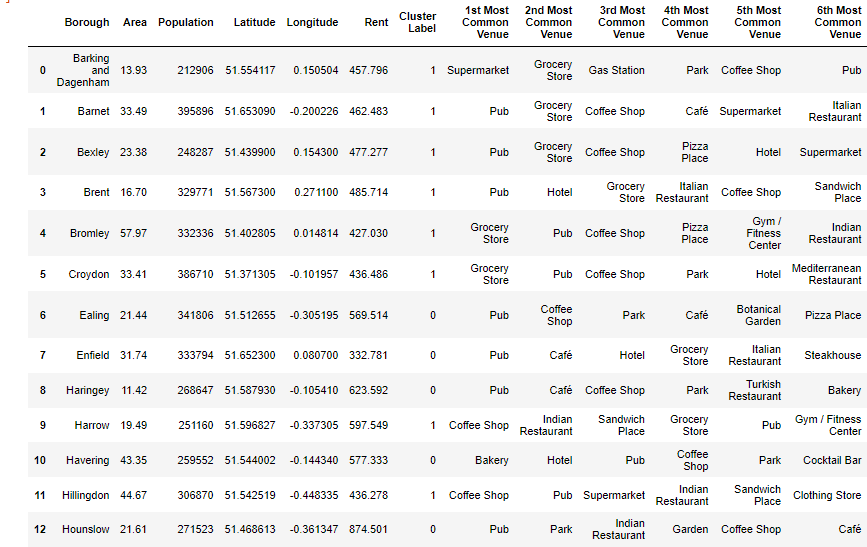 Borough Area Population Latitude Longitude Rent Cluster Label 1st Most Common Venue 2nd Most Common Venue 3rd Most Common Venue 4th Most Common Venue 5th Most Common Venue 6th Most Common Venue
0 Barking and Dagenham 13.93 212906 51.554117 0.150504 457.796 1 Supermarket Grocery Store Gas Station Park Coffee Shop Pub
1 Barnet 33.49 395896 51.653090 -0.200226 462.483 1 Pub Grocery Store Coffee Shop Café Supermarket Italian Restaurant
2 Bexley 23.38 248287 51.439900 0.154300 477.277 1 Pub Grocery Store Coffee Shop Pizza Place Hotel Supermarket
3 Brent 16.70 329771 51.567300 0.271100 485.714 1 Pub Hotel Grocery Store Italian Restaurant Coffee Shop Sandwich Place
4 Bromley 57.97 332336 51.402805 0.014814 427.030 1 Grocery Store Pub Coffee Shop Pizza Place Gym / Fitness Center Indian Restaurant
5 Croydon 33.41 386710 51.371305 -0.101957 436.486 1 Grocery Store Pub Coffee Shop Park Hotel Mediterranean Restaurant
6 Ealing 21.44 341806 51.512655 -0.305195 569.514 0 Pub Coffee Shop Park Café Botanical Garden Pizza Place
7 Enfield 31.74 333794 51.652300 0.080700 332.781 0 Pub Café Hotel Grocery Store Italian Restaurant Steakhouse
8 Haringey 11.42 268647 51.587930 -0.105410 623.592 0 Pub Café Coffee Shop Park Turkish Restaurant Bakery
9 Harrow 19.49 251160 51.596827 -0.337305 597.549 1 Coffee Shop Indian Restaurant Sandwich Place Grocery Store Pub Gym / Fitness Center
10 Havering 43.35 259552 51.544002 -0.144340 577.333 0 Bakery Hotel Pub Coffee Shop Park Cocktail Bar
11 Hillingdon 44.67 306870 51.542519 -0.448335 436.278 1 Coffee Shop Pub Supermarket Indian Restaurant Sandwich Place Clothing Store
12 Hounslow 21.61 271523 51.468613 -0.361347 874.501 0 Pub Park Indian Restaurant Garden Coffee Shop Café